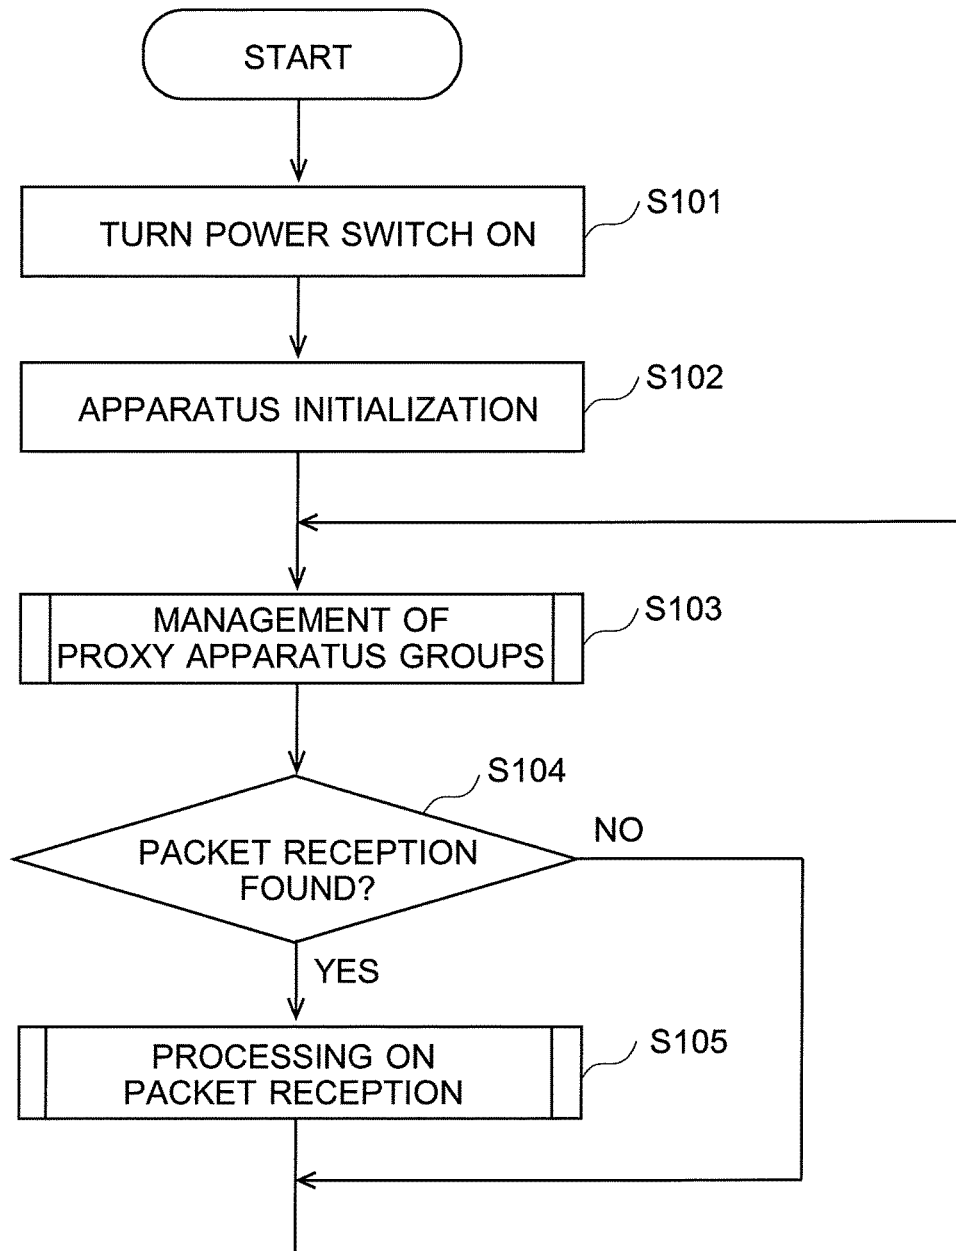 START
TURN POWER SWITCH ON
S101
APPARATUS INITIALIZATION
S102
MANAGEMENT OF
PROXY APPARATUS GROUPS
S103
PACKET RECEPTION
FOUND?
S104
NO
YES
PROCESSING ON
PACKET RECEPTION
S105